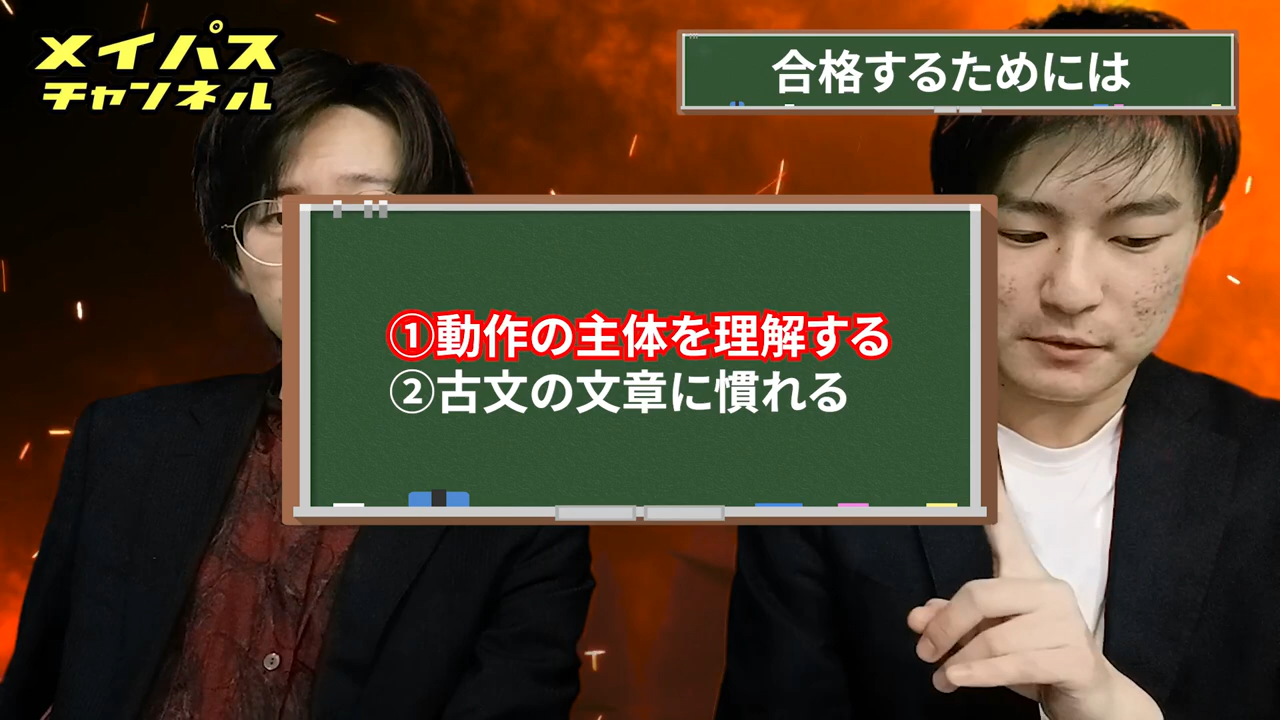 メイパス
チャンネル
合格するためには
①動作の主体を理解する
②古文の文章に慣れる